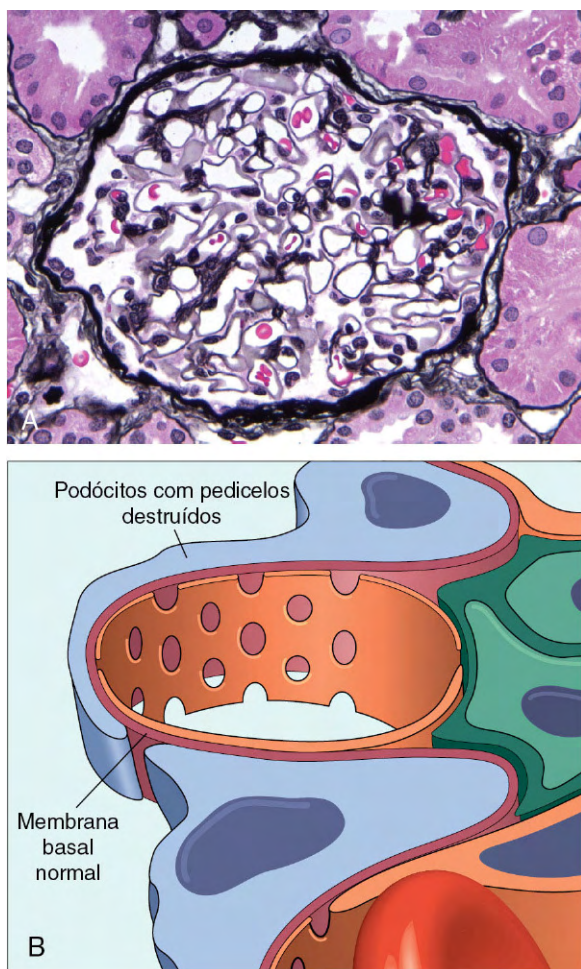 A
Podócitos com pedicelos
destruídos
Membrana
basal
normal
B